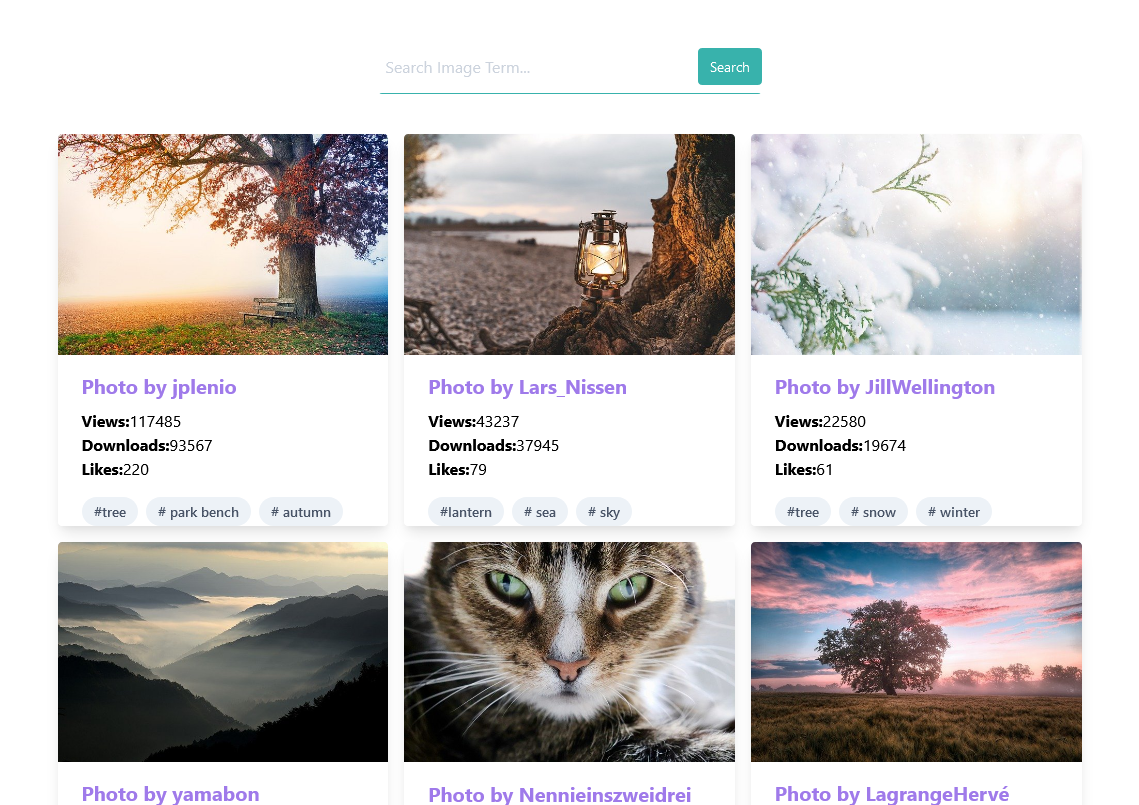 Search Image Term...
Search
Photo by jplenio
Views:117485
Downloads:93567
Likes:220
#tree
# park bench
# autumn
Photo by Lars_Nissen
Views:43237
Downloads:37945
Likes:79
#lantern
# sea
# sky
Photo by JillWellington
Views:22580
Downloads:19674
Likes:61
#tree
# snow
# winter
Photo by yamabon
Photo by Nennieinszweidrei
Photo by LagrangeHervé